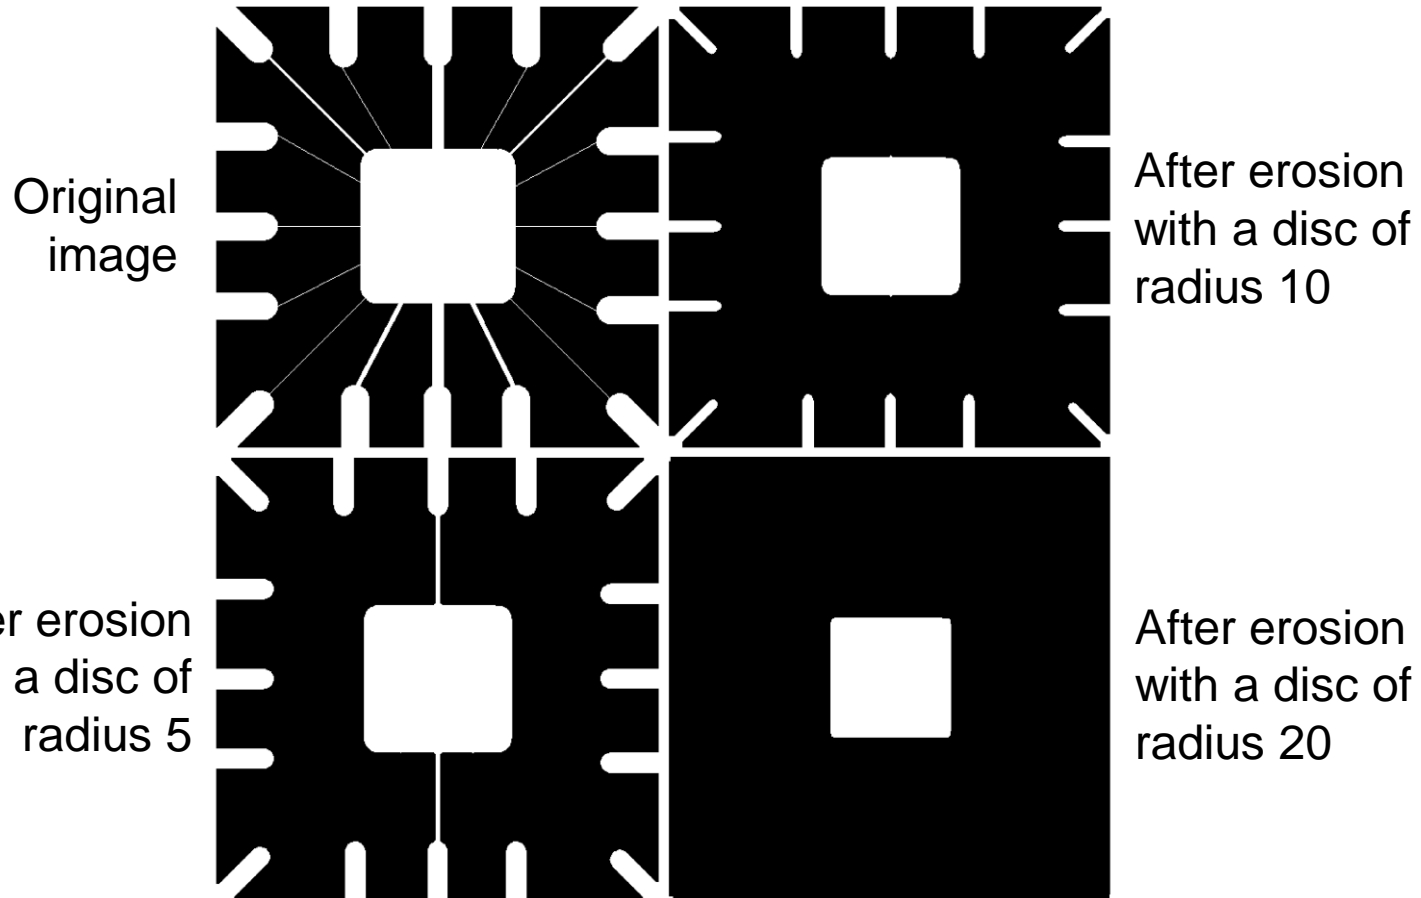 Original
image
After erosion
with a disc of
radius 10
erosion
a disc of
radius 5
After erosion
with a disc of
radius 20